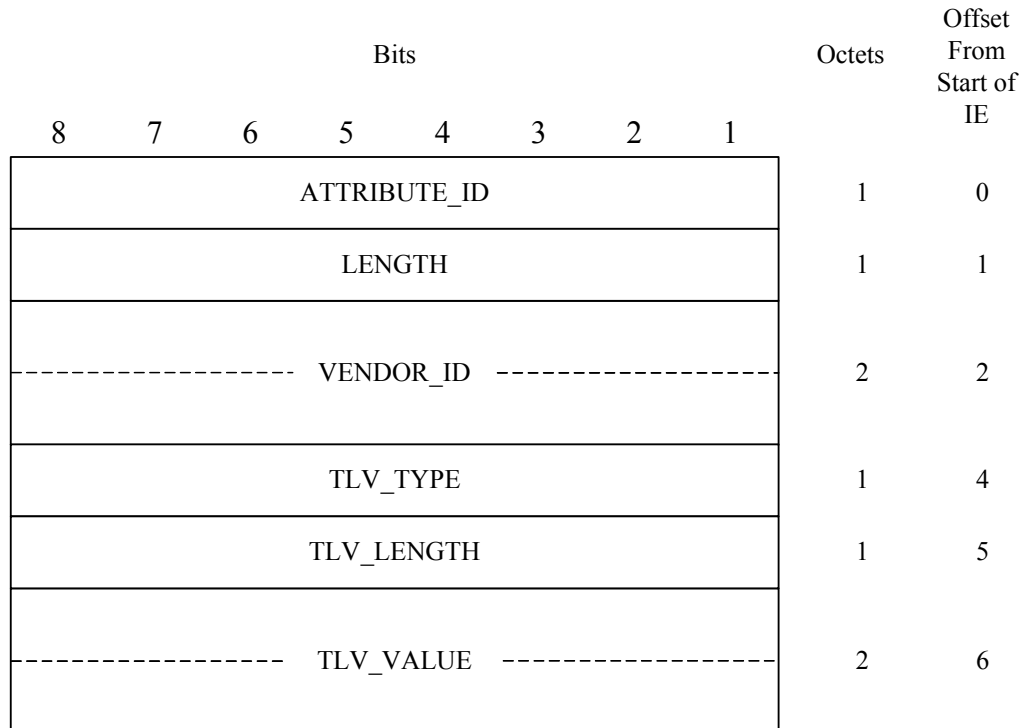 Bits
Octets
Offset
From
Start of
IE
8 7 6 5 4 3 2 1
ATTRIBUTE_ID 1 0
LENGTH 1 1
VENDOR_ID 2 2
TLV_TYPE 1 4
TLV_LENGTH 1 5
TLV_VALUE 2 6